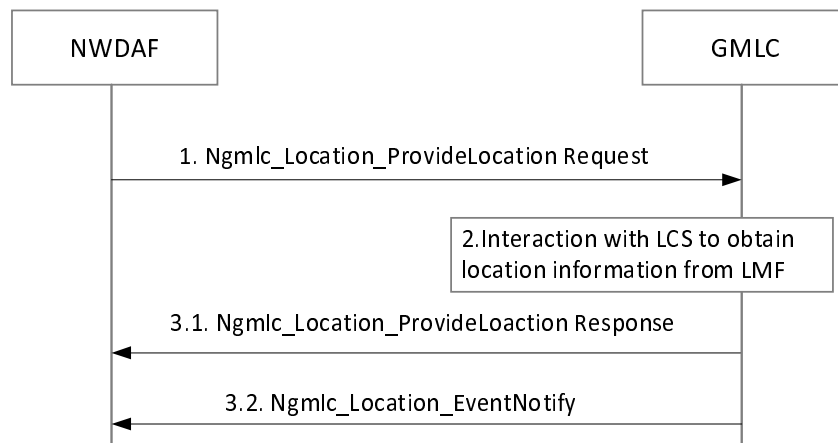 NWDAF
GMLC
1. Ngmlc_Location_ProvideLocation Request
2.Interaction with LCS to obtain
location information from LMF
3.1. Ngmlc_Location_ProvideLoaction Response
3.2. Ngmlc_Location_EventNotify